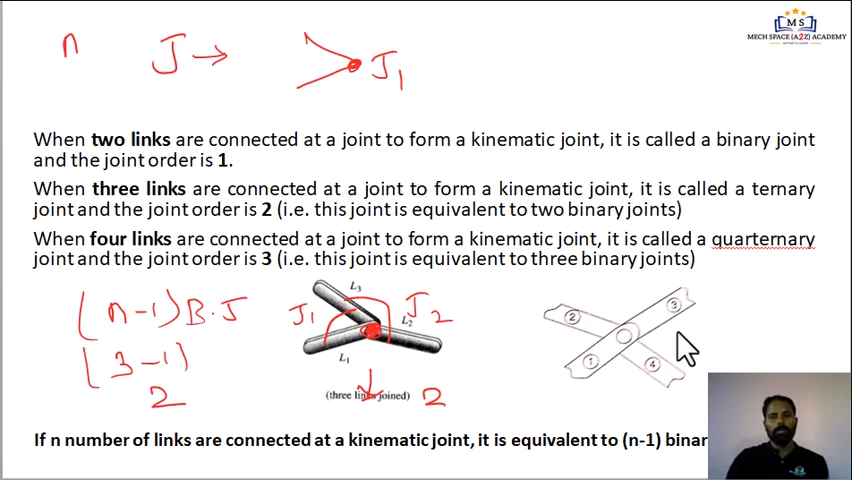 MS
MECH SPACE (A2Z) ACADEMY
n J → J1
When two links are connected at a joint to form a kinematic joint, it is called a binary joint
and the joint order is 1.
When three links are connected at a joint to form a kinematic joint, it is called a ternary
joint and the joint order is 2 (i.e. this joint is equivalent to two binary joints)
When four links are connected at a joint to form a kinematic joint, it is called a quarternary
joint and the joint order is 3 (i.e. this joint is equivalent to three binary joints)
(n-1) B.J
(3-1)
2
L3
J1 J2
L2
L1
(three links joined) 2
2 3
1 4
If n number of links are connected at a kinematic joint, it is equivalent to (n-1) binar